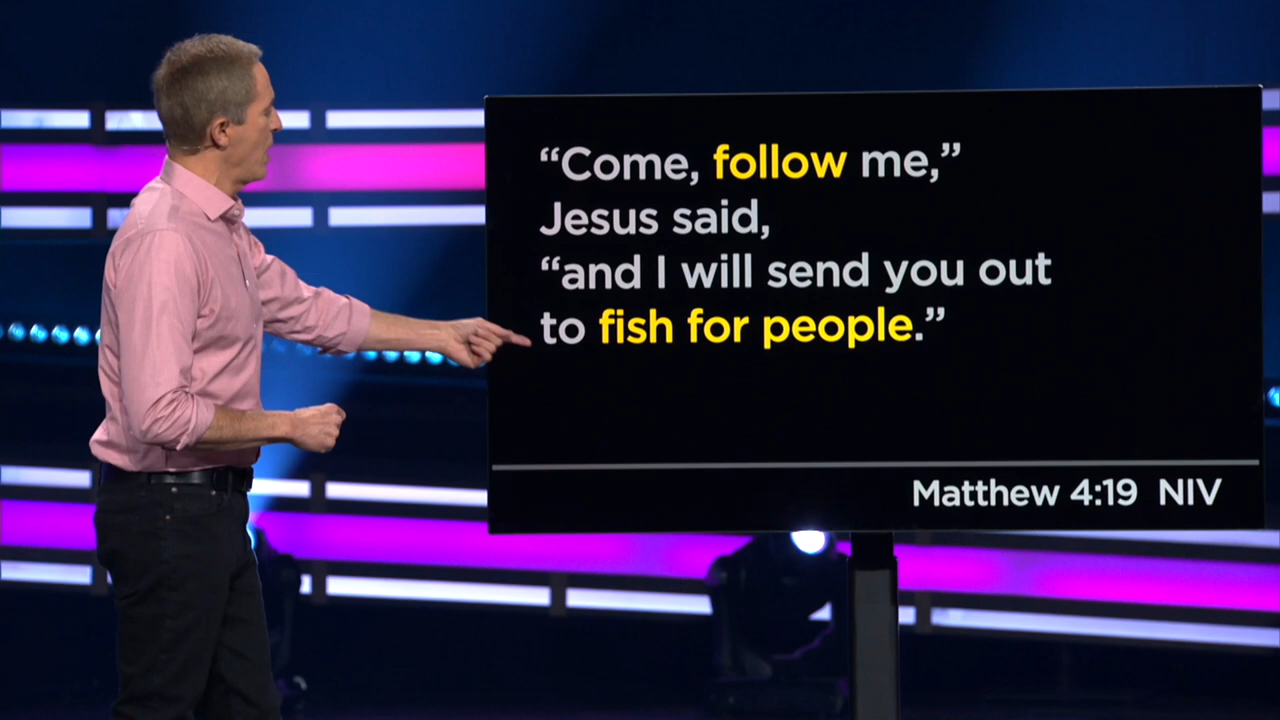 “Come, follow me,”
Jesus said,
“and I will send you out
to fish for people.”
Matthew 4:19 NIV